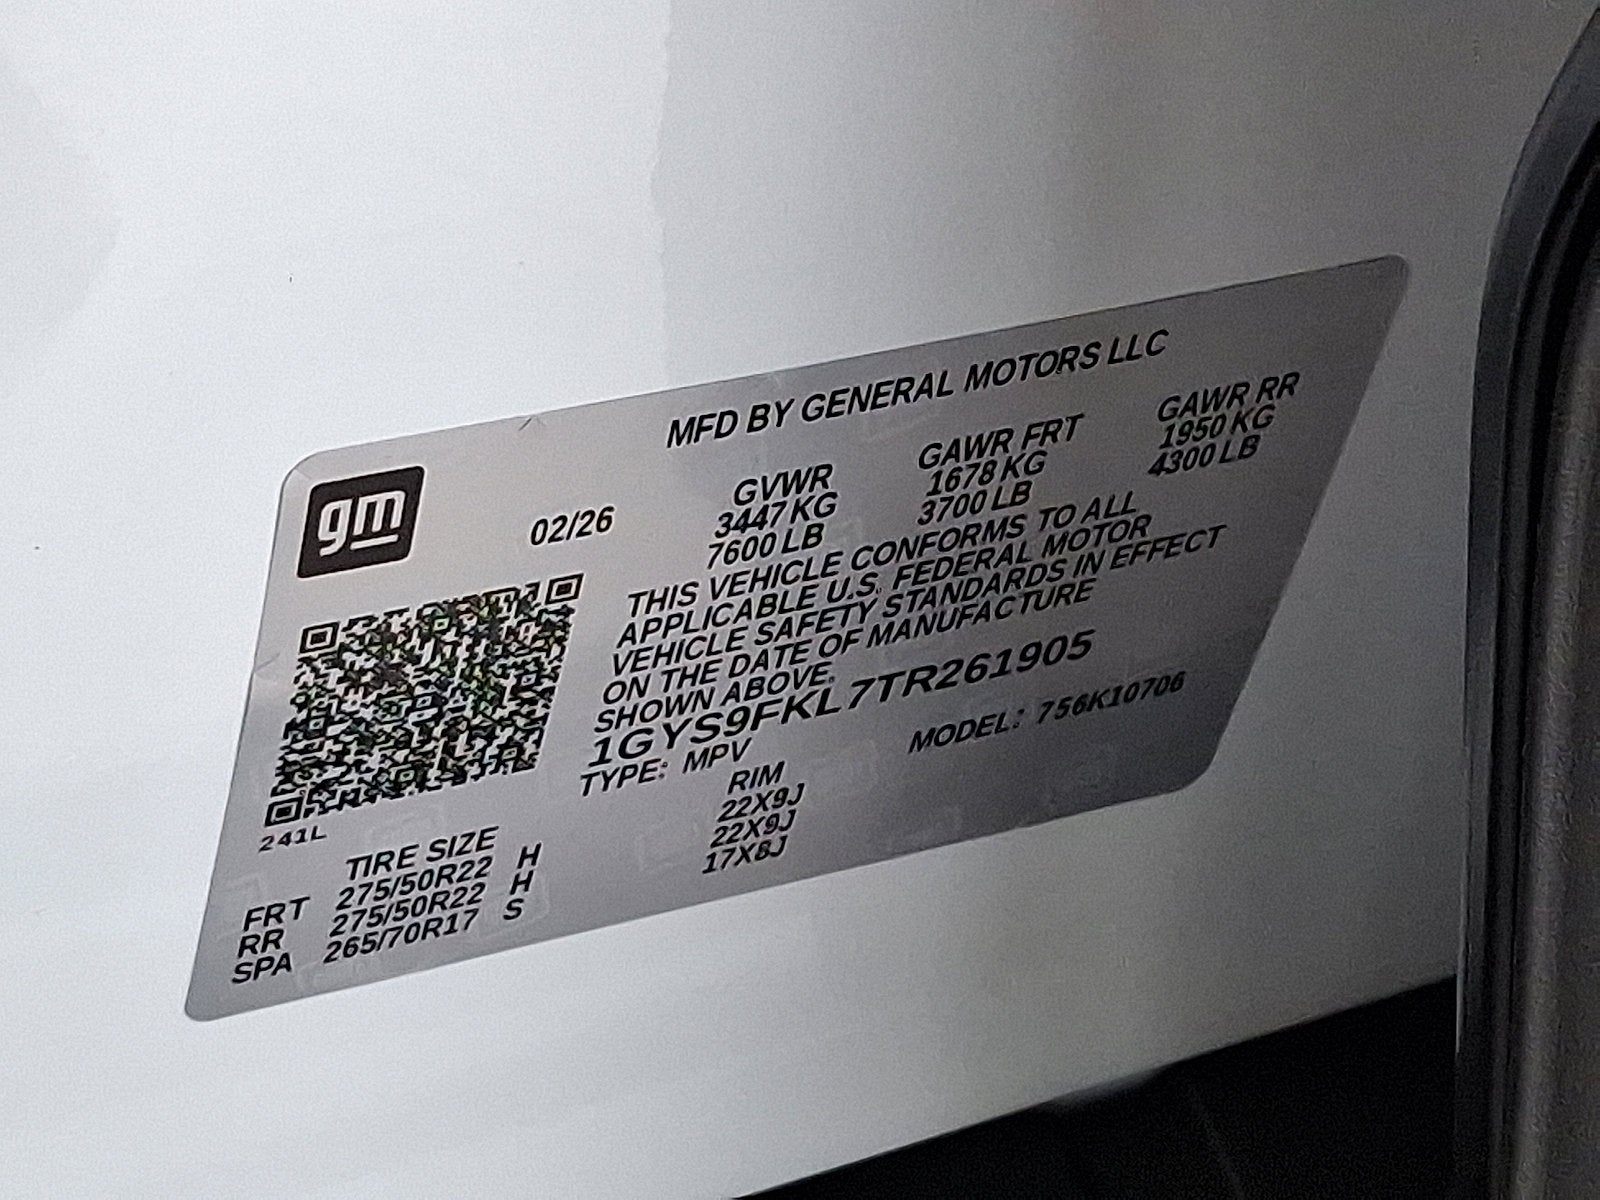 MFD BY GENERAL MOTORS LLC
gm
02/26
GVWR GAWR FRT GAWR RR
3447 KG 1678 KG 1950 KG
7600 LB 3700 LB 4300 LB
THIS VEHICLE CONFORMS TO ALL
APPLICABLE U.S. FEDERAL MOTOR
VEHICLE SAFETY STANDARDS IN EFFECT
ON THE DATE OF MANUFACTURE
SHOWN ABOVE.
1GYS9FKL7TR261905
TYPE: MPV MODEL: 756K10706
241L
TIRE SIZE RIM
FRT 275/50R22 H 22X9J
RR 275/50R22 H 22X9J
SPA 265/70R17 S 17X8J